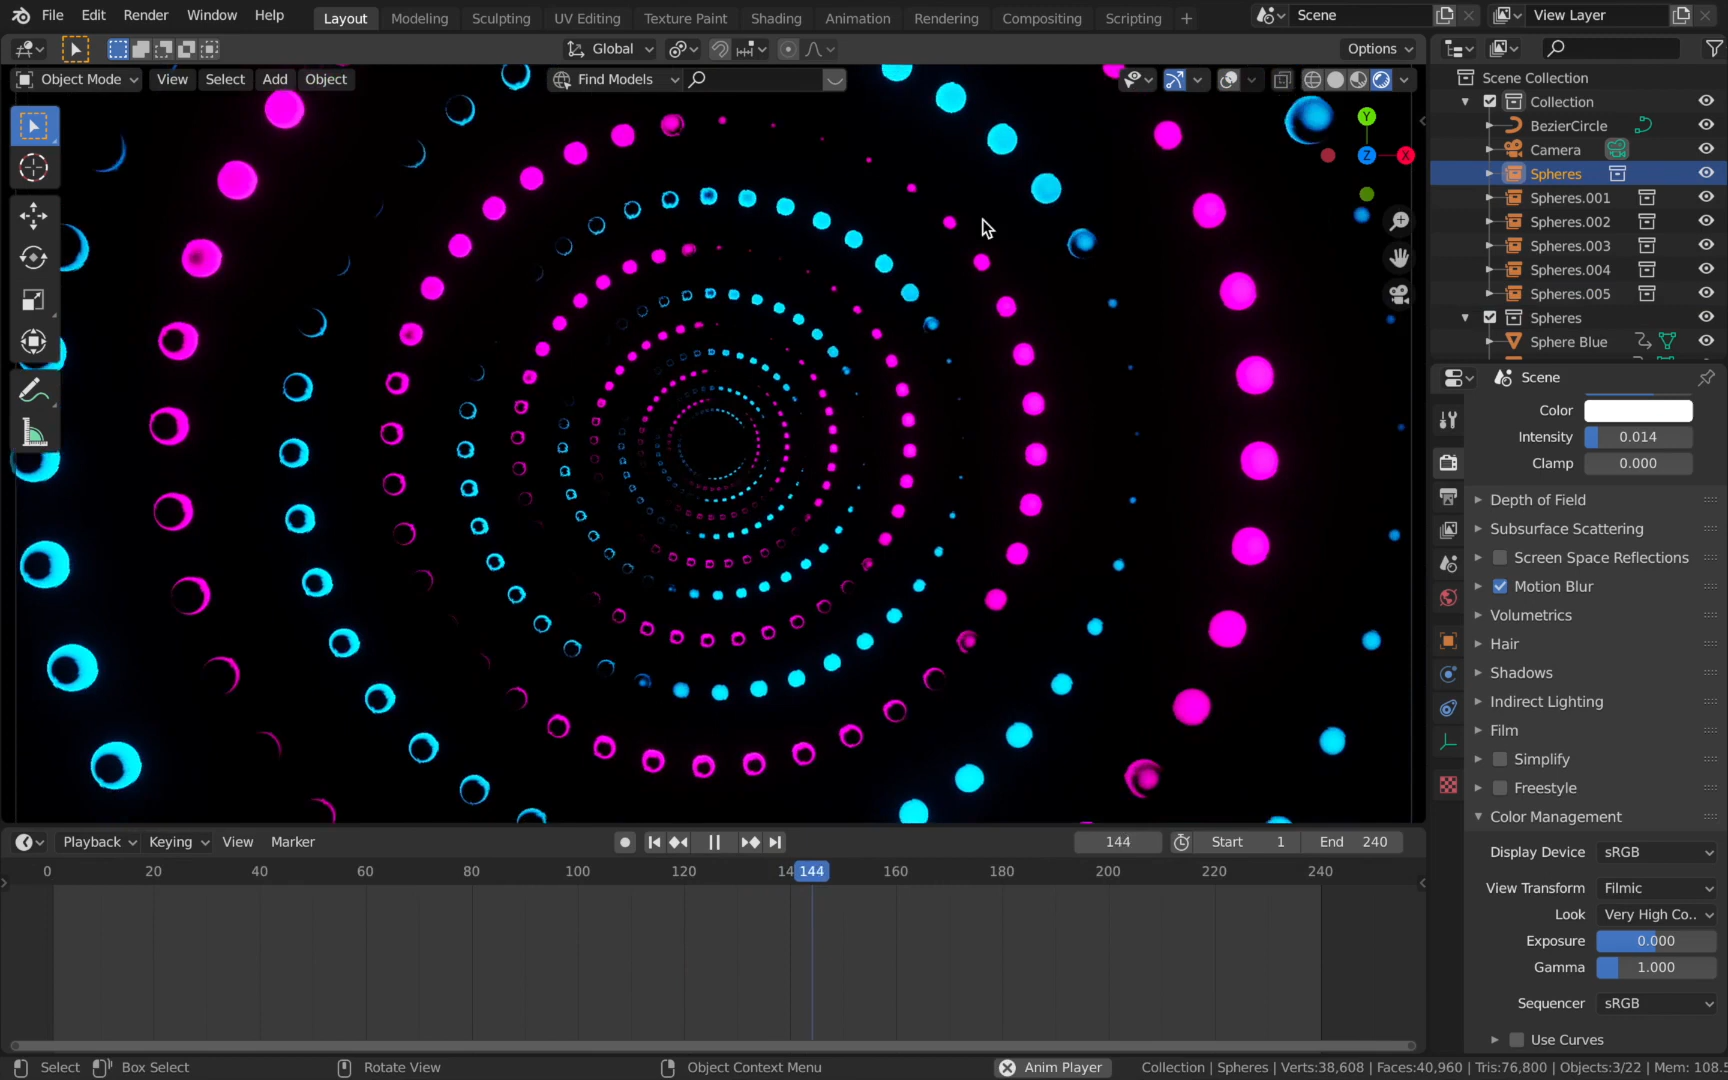 File Edit Render Window Help Layout Modeling Sculpting UV Editing Texture Paint Shading Animation Rendering Compositing Scripting + Scene View Layer
Global Options
Object Mode View Select Add Object Find Models
Y
Z X
Scene Collection
Collection
BezierCircle
Camera
Spheres
Spheres.001
Spheres.002
Spheres.003
Spheres.004
Spheres.005
Spheres
Sphere Blue
Scene
Color
Intensity 0.014
Clamp 0.000
Depth of Field
Subsurface Scattering
Screen Space Reflections
Motion Blur
Volumetrics
Hair
Shadows
Indirect Lighting
Film
Simplify
Freestyle
Color Management
Display Device sRGB
View Transform Filmic
Look Very High Co..
Exposure 0.000
Gamma 1.000
Sequencer sRGB
Use Curves
Playback Keying View Marker 144 Start 1 End 240
0 20 40 60 80 100 120 14 144 160 180 200 220 240
Select Box Select Rotate View Object Context Menu Anim Player Collection | Spheres | Verts:38,608 | Faces:40,960 | Tris:76,800 | Objects:3/22 | Mem: 108.